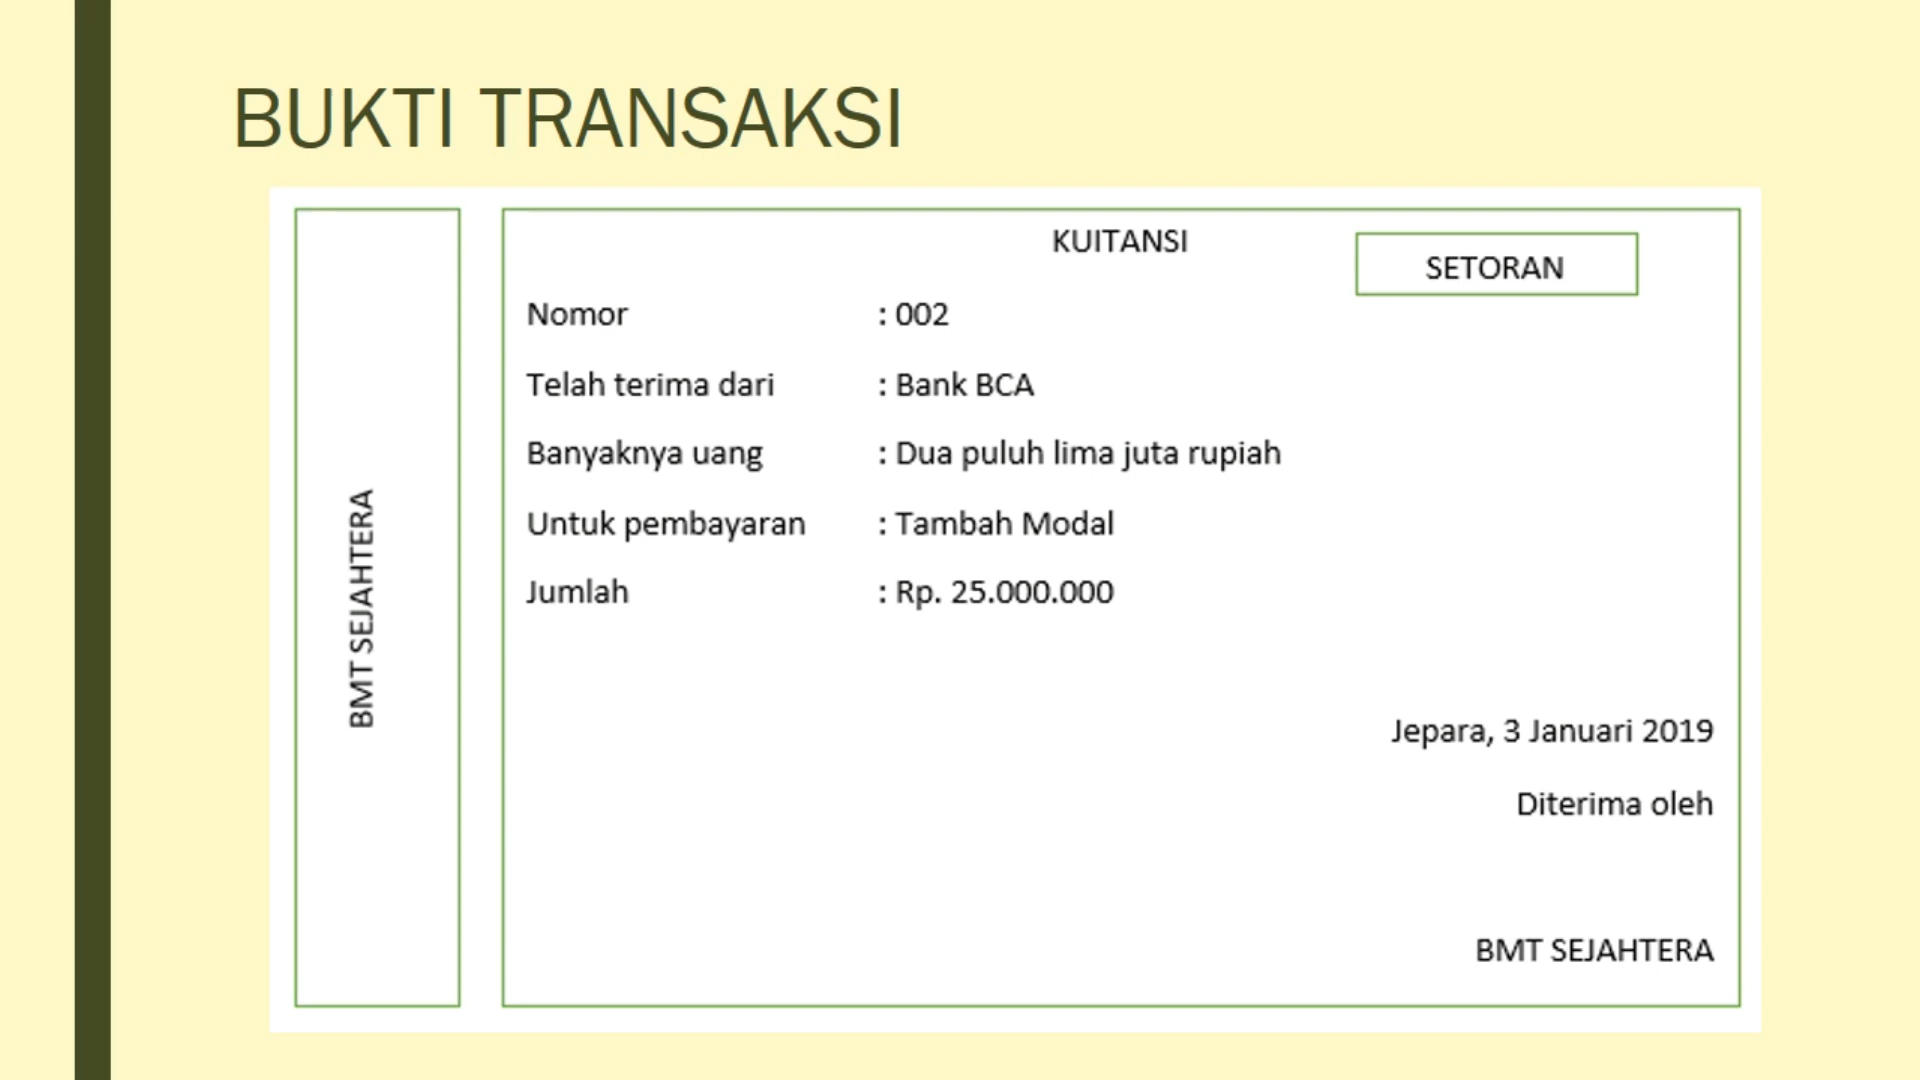 BUKTI TRANSAKSI
BMT SEJAHTERA
KUITANSI
SETORAN
Nomor : 002
Telah terima dari : Bank BCA
Banyaknya uang : Dua puluh lima juta rupiah
Untuk pembayaran : Tambah Modal
Jumlah : Rp. 25.000.000
Jepara, 3 Januari 2019
Diterima oleh
BMT SEJAHTERA